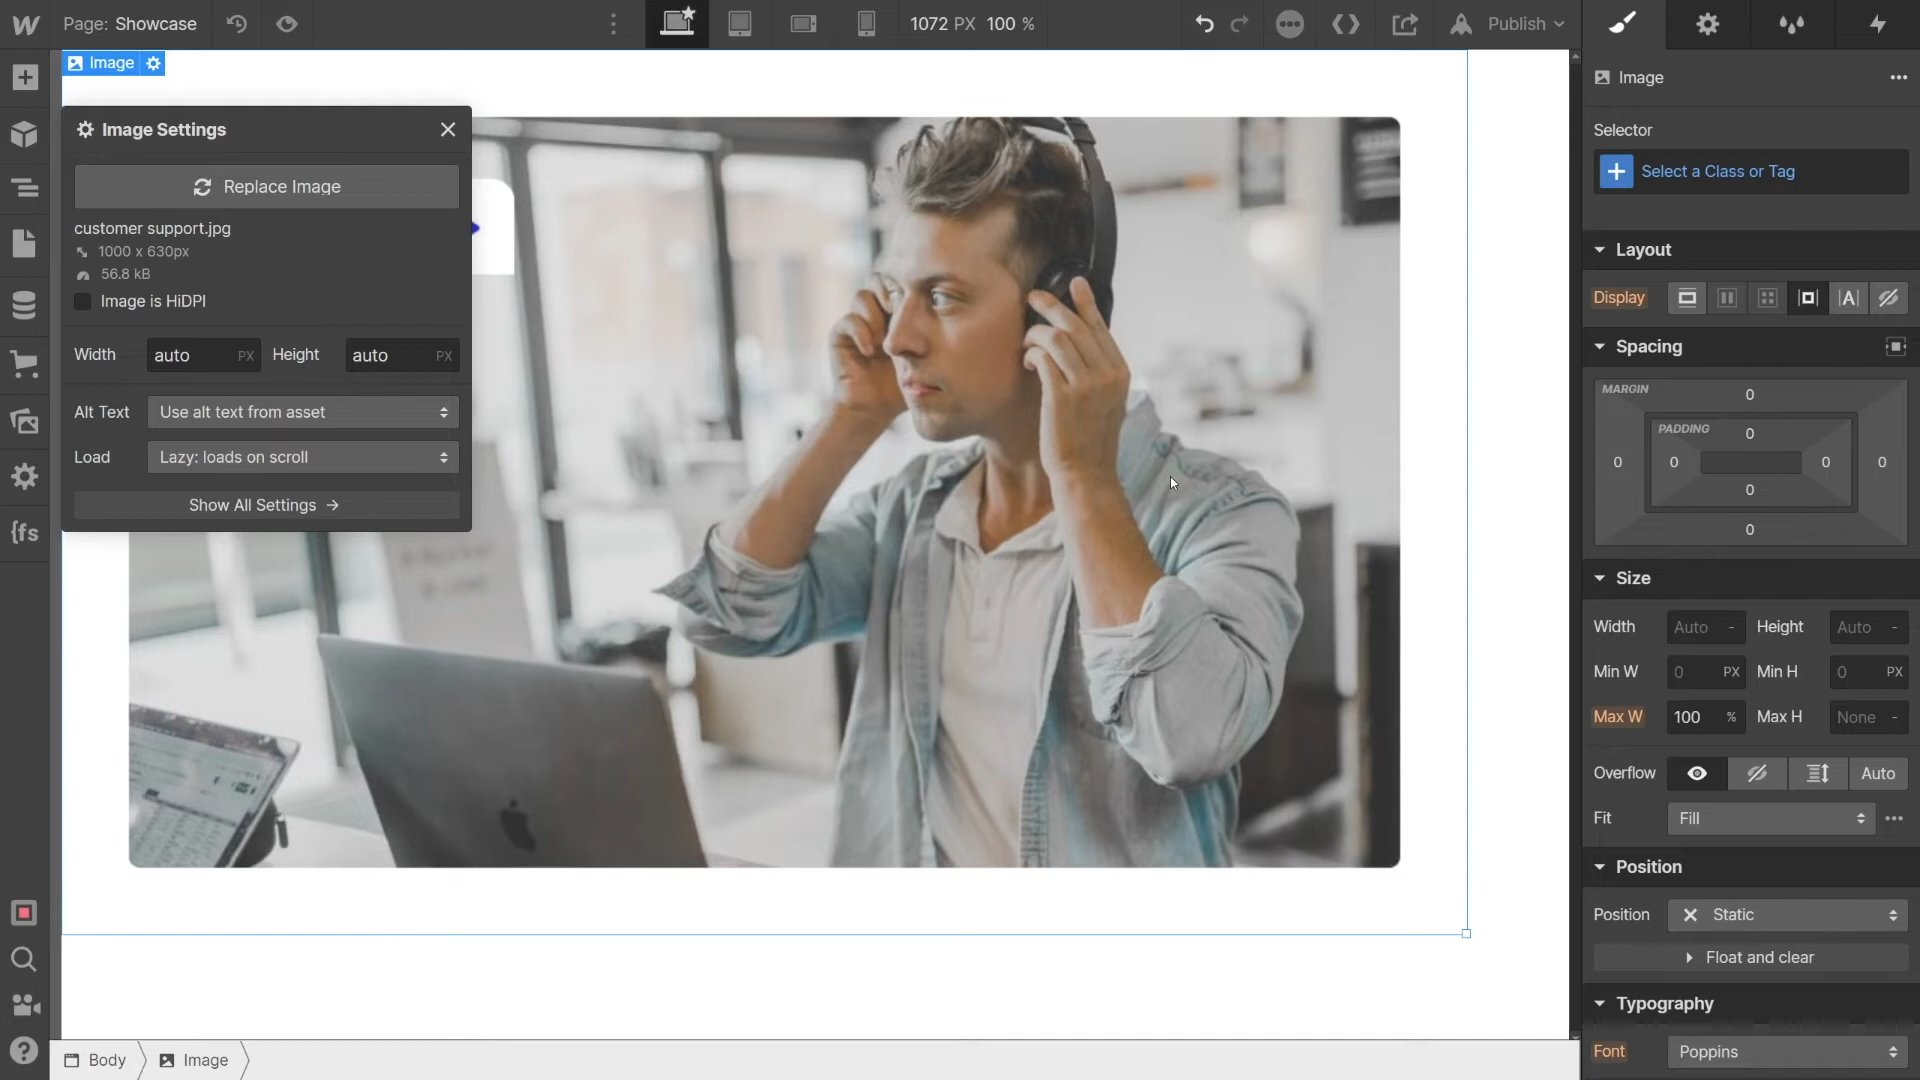 Page: Showcase
1072 PX 100 %
Publish
Image
Image Settings
Replace Image
customer support.jpg
1000 x 630px
56.8 kB
Image is HiDPI
Width auto PX Height auto PX
Alt Text Use alt text from asset
Load Lazy: loads on scroll
Show All Settings →
{fs
Body
Image
Image
Selector
Select a Class or Tag
Layout
Display
A
Spacing
MARGIN
0
PADDING
0
0 0 0 0
0
0
Size
Width Auto - Height Auto -
Min W 0 PX Min H 0 PX
Max W 100 % Max H None -
Overflow Auto
Fit Fill
Position
Position Static
Float and clear
Typography
Font Poppins